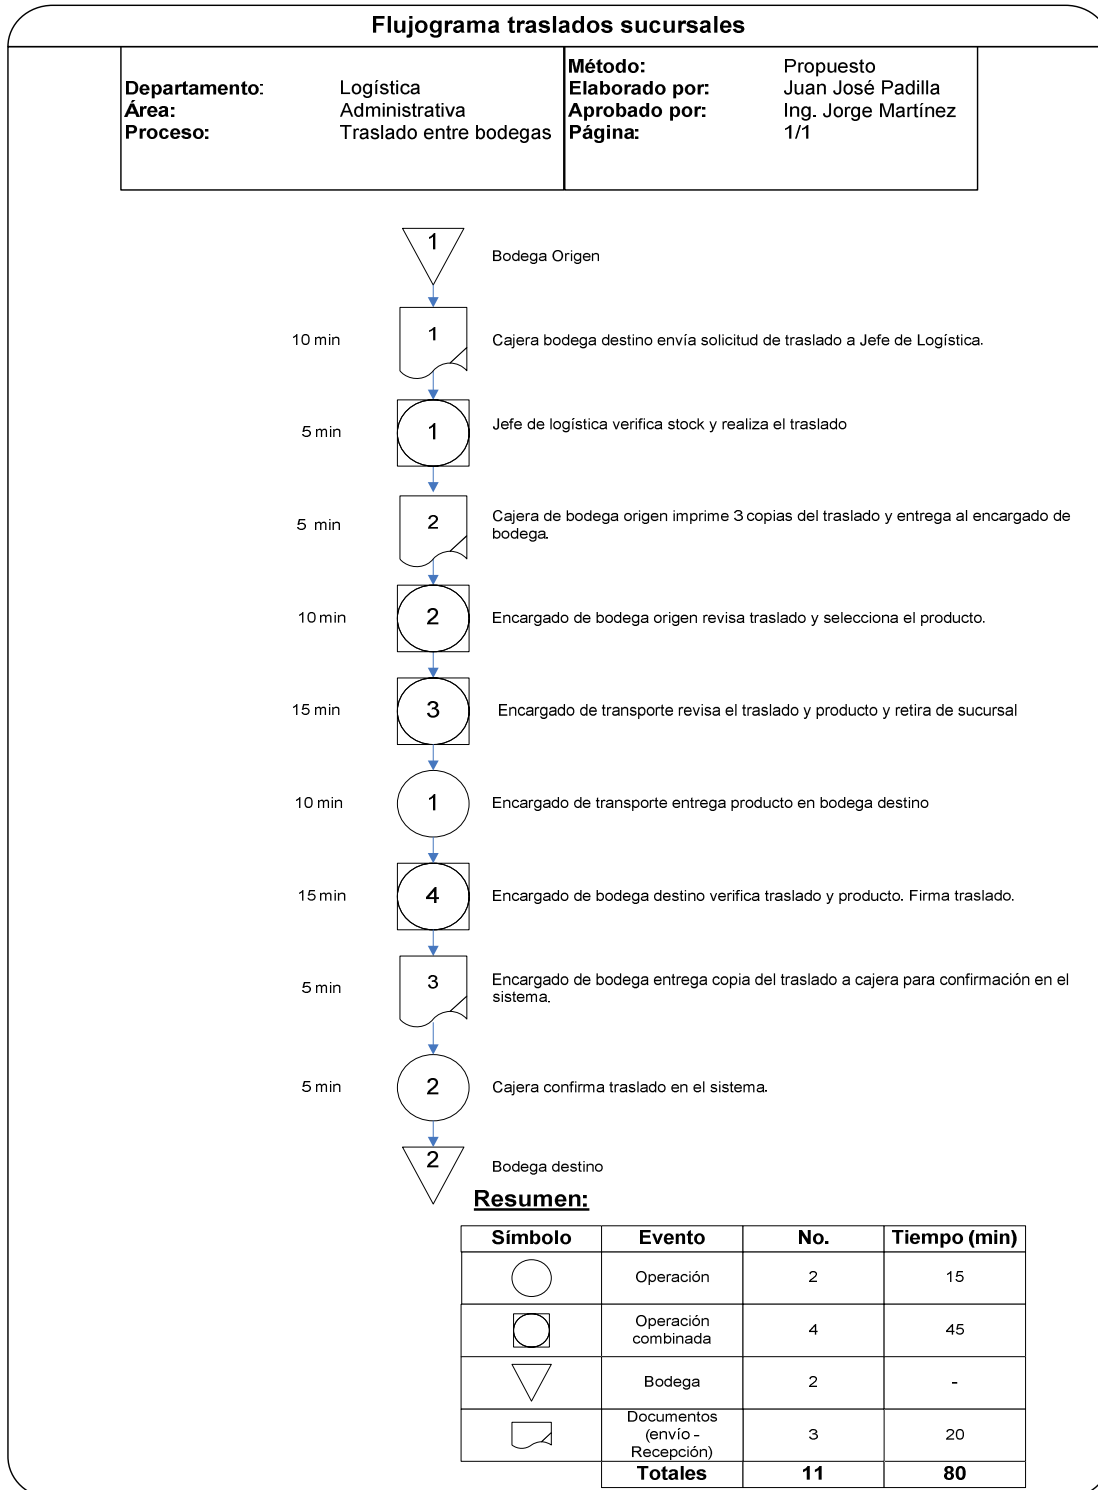 Flujograma traslados sucursales
Departamento: Logística
Área: Administrativa
Proceso: Traslado entre bodegas
Método: Propuesto
Elaborado por: Juan José Padilla
Aprobado por: Ing. Jorge Martínez
Página: 1/1
1
Bodega Origen
10 min
1
Cajera bodega destino envía solicitud de traslado a Jefe de Logística.
5 min
1
Jefe de logística verifica stock y realiza el traslado
5 min
2
Cajera de bodega origen imprime 3 copias del traslado y entrega al encargado de
bodega.
10 min
2
Encargado de bodega origen revisa traslado y selecciona el producto.
15 min
3
Encargado de transporte revisa el traslado y producto y retira de sucursal
10 min
1
Encargado de transporte entrega producto en bodega destino
15 min
4
Encargado de bodega destino verifica traslado y producto. Firma traslado.
5 min
3
Encargado de bodega entrega copia del traslado a cajera para confirmación en el
sistema.
5 min
2
Cajera confirma traslado en el sistema.
2
Bodega destino
Resumen:
Símbolo Evento No. Tiempo (min)
Operación 2 15
Operación
combinada 4 45
Bodega 2 -
Documentos
(envío -
Recepción) 3 20
Totales 11 80